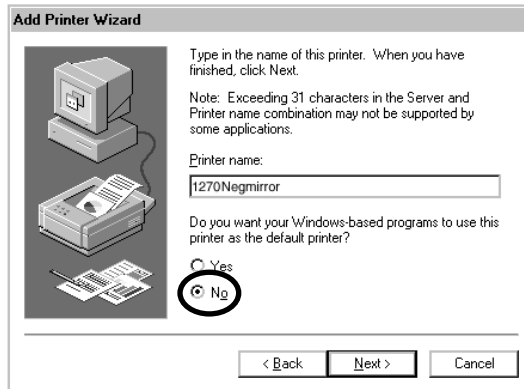 Add Printer Wizard
Type in the name of this printer. When you have
finished, click Next.
Note: Exceeding 31 characters in the Server and
Printer name combination may not be supported by
some applications.
Printer name:
1270Negmirror
Do you want your Windows-based programs to use this
printer as the default printer?
Yes
No
< Back Next > Cancel